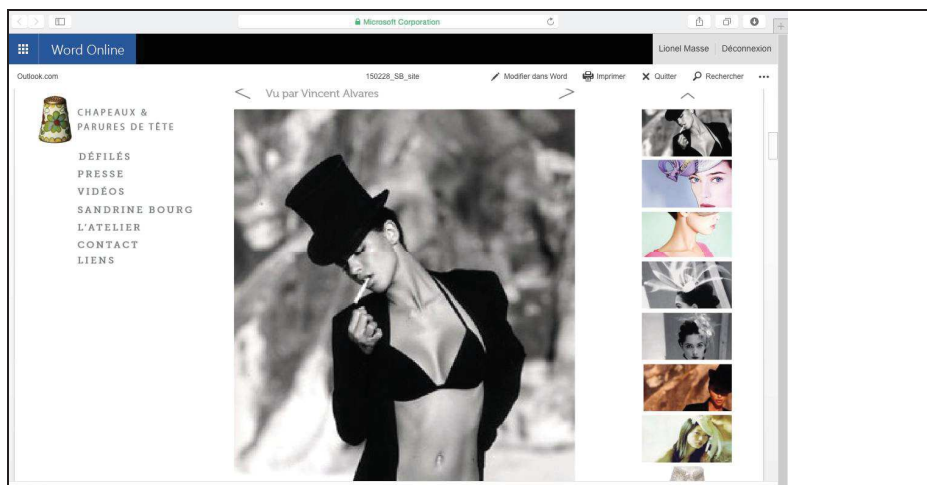 Microsoft Corporation
Word Online
Lionel Masse Déconnexion
Outlook.com 150228_SB_site Modifier dans Word Imprimer Quitter Rechercher
< Vu par Vincent Alvares >
CHAPEAUX &
PARURES DE TÊTE
DÉFILÉS
PRESSE
VIDÉOS
SANDRINE BOURG
L'ATELIER
CONTACT
LIENS